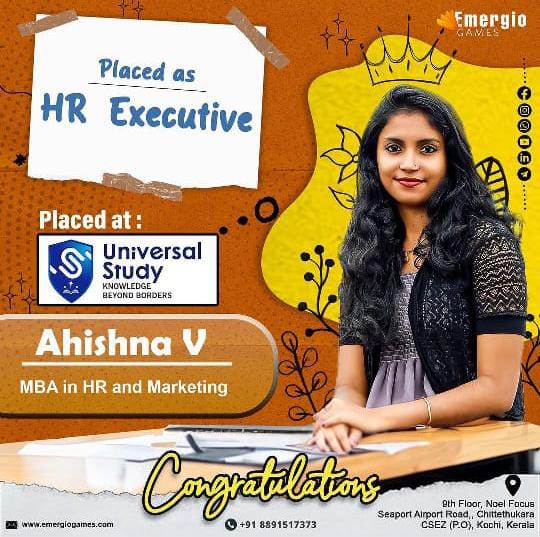 Emergio
GAMES
Placed as
HR Executive
Placed at :
Universal
Study
KNOWLEDGE
BEYOND BORDERS
Ahishna V
MBA in HR and Marketing
Congratulations
www.emergiogames.com
+91 8891517373
9th Floor, Noel Focus
Seaport Airport Road,, Chittethukara
CSEZ (P.O), Kochi, Kerala